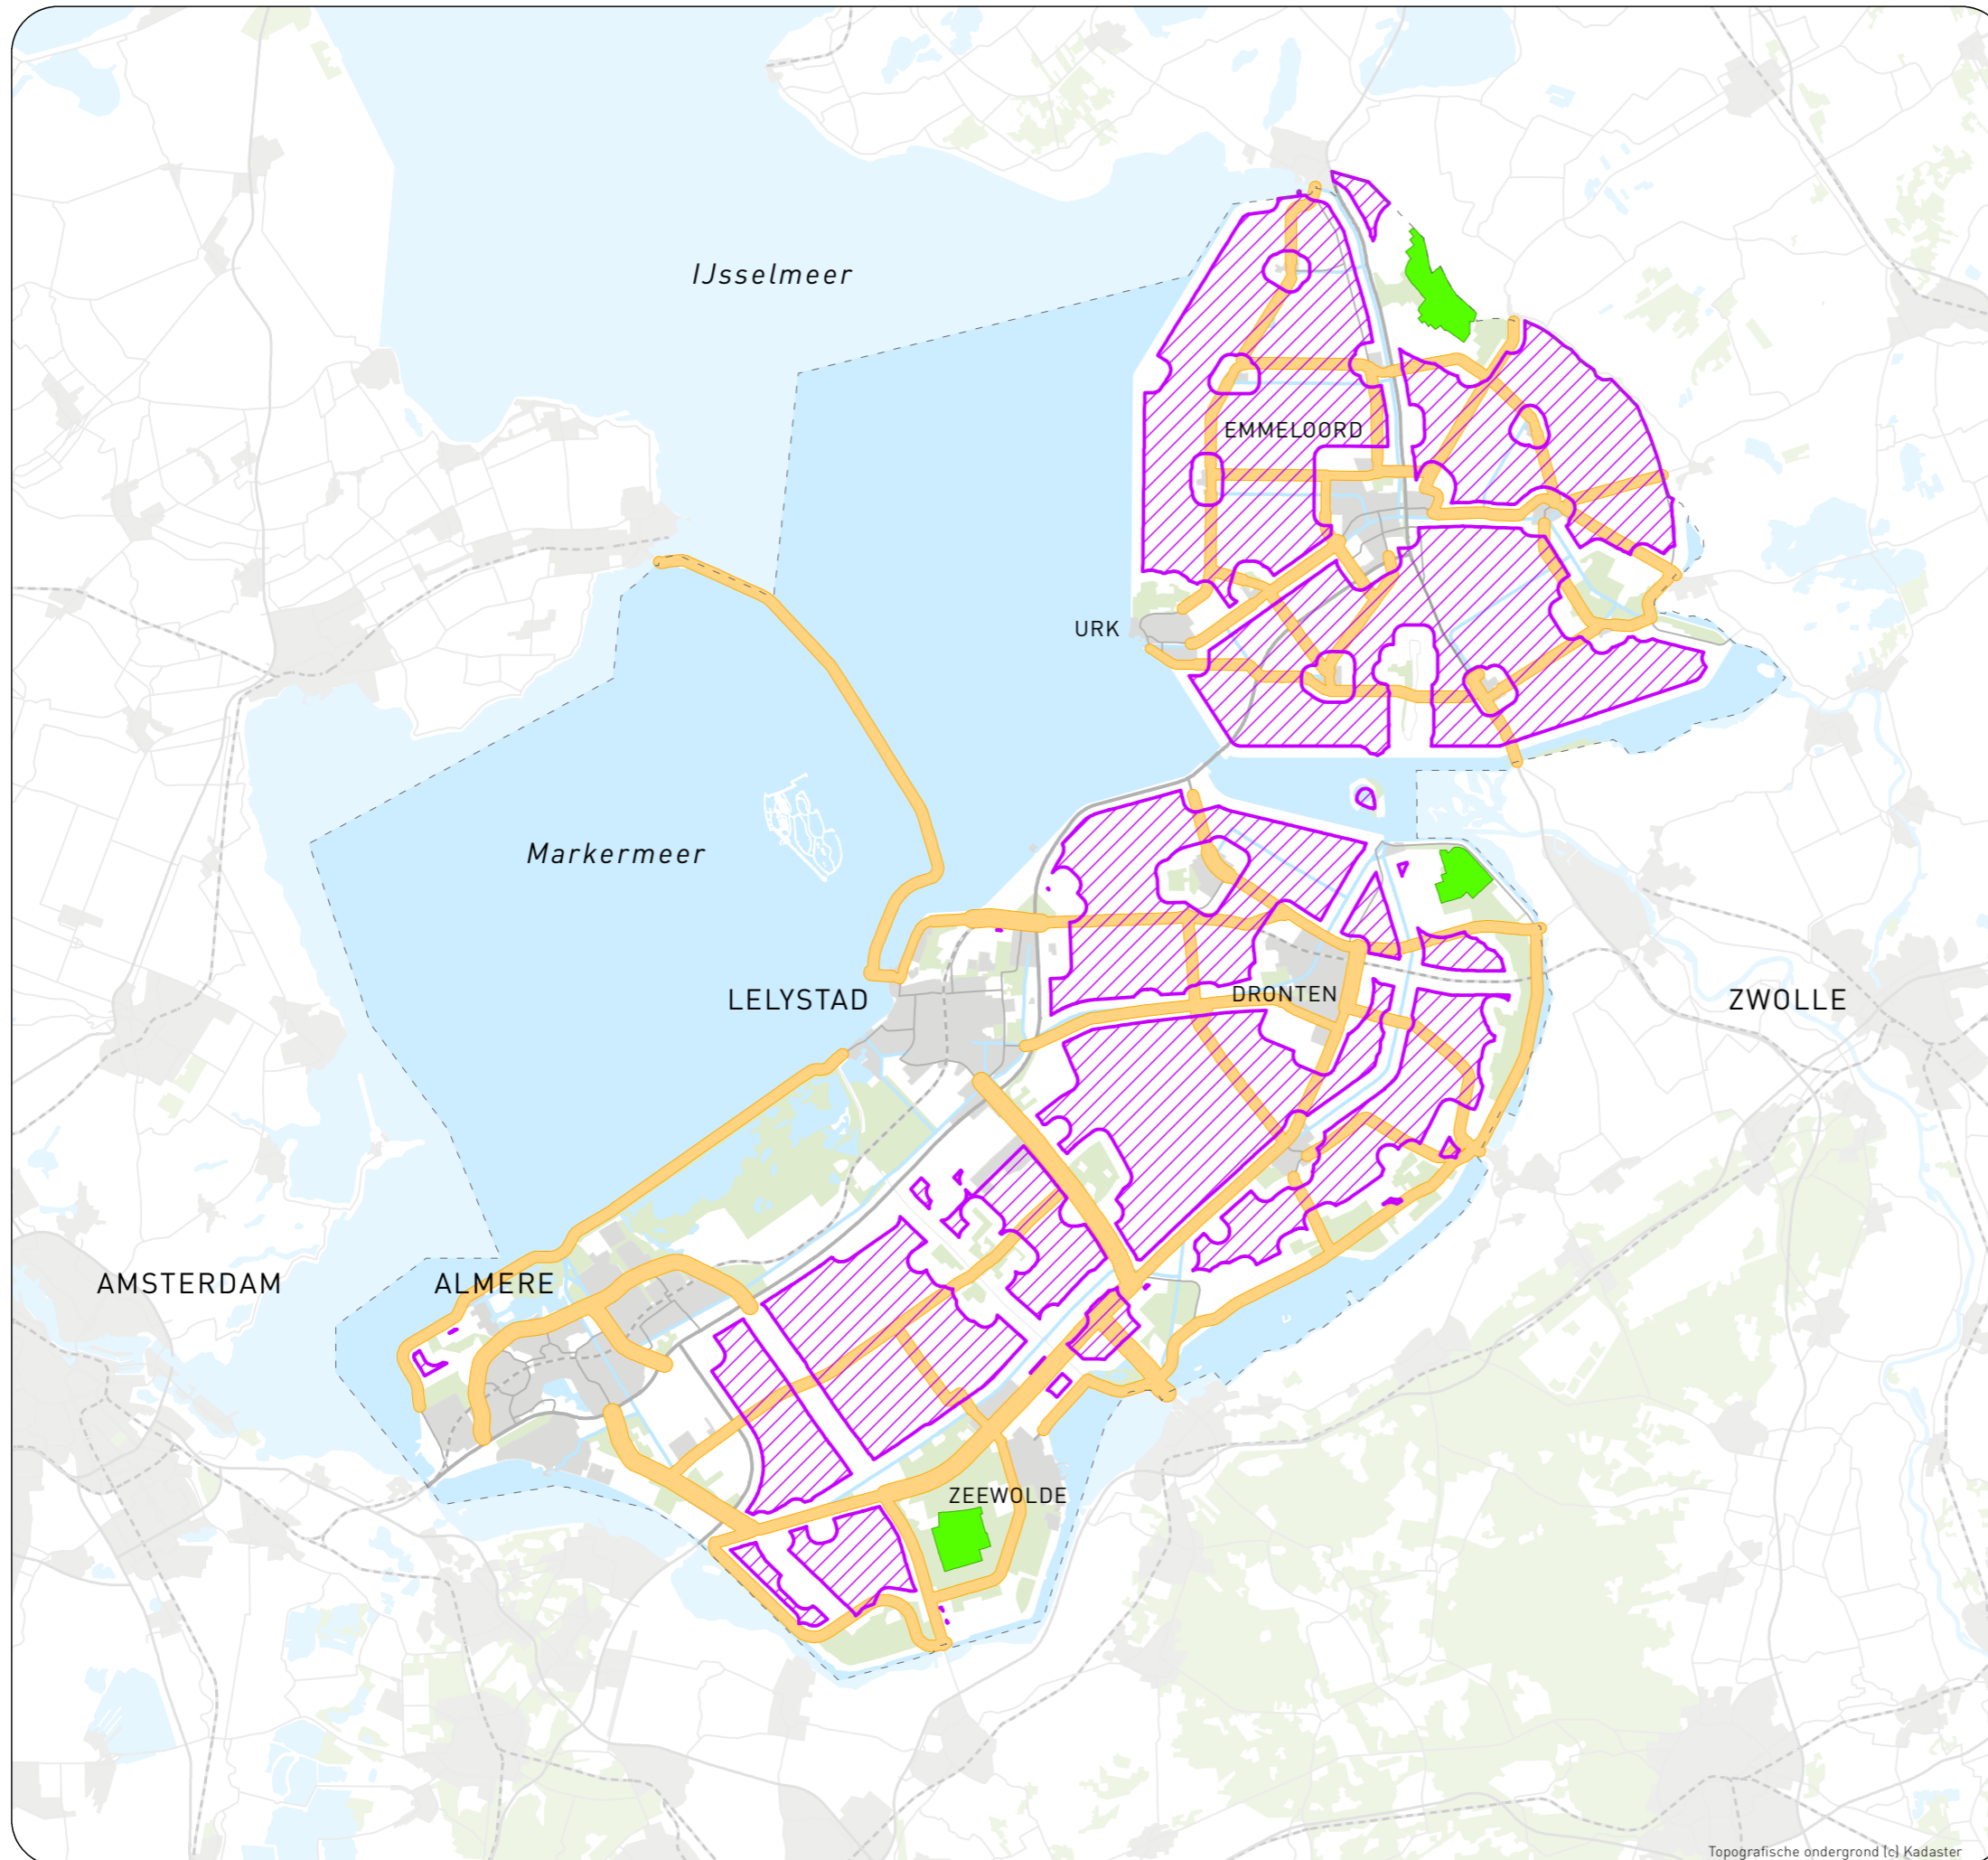 IJsselmeer
EMMELOORD
URK
Markermeer
LELYSTAD
DRONTEN
ZWOLLE
AMSTERDAM
ALMERE
ZEEWOLDE
Topografische ondergrond (c) Kadaster